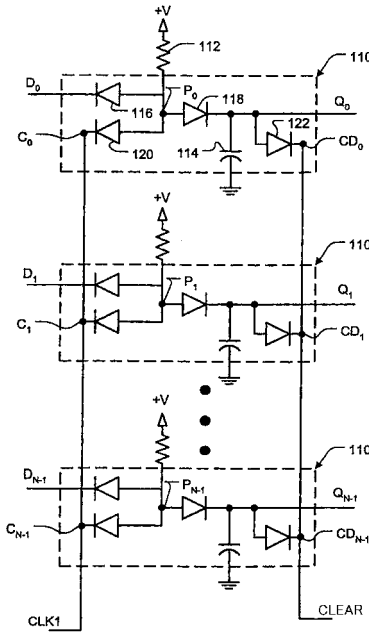 +V
112
110
D0
P0
118
Q0
116
122
C0
120
114
CD0
+V
110
D1
P1
Q1
C1
CD1
+V
110
DN-1
PN-1
QN-1
CN-1
CDN-1
CLK1
CLEAR